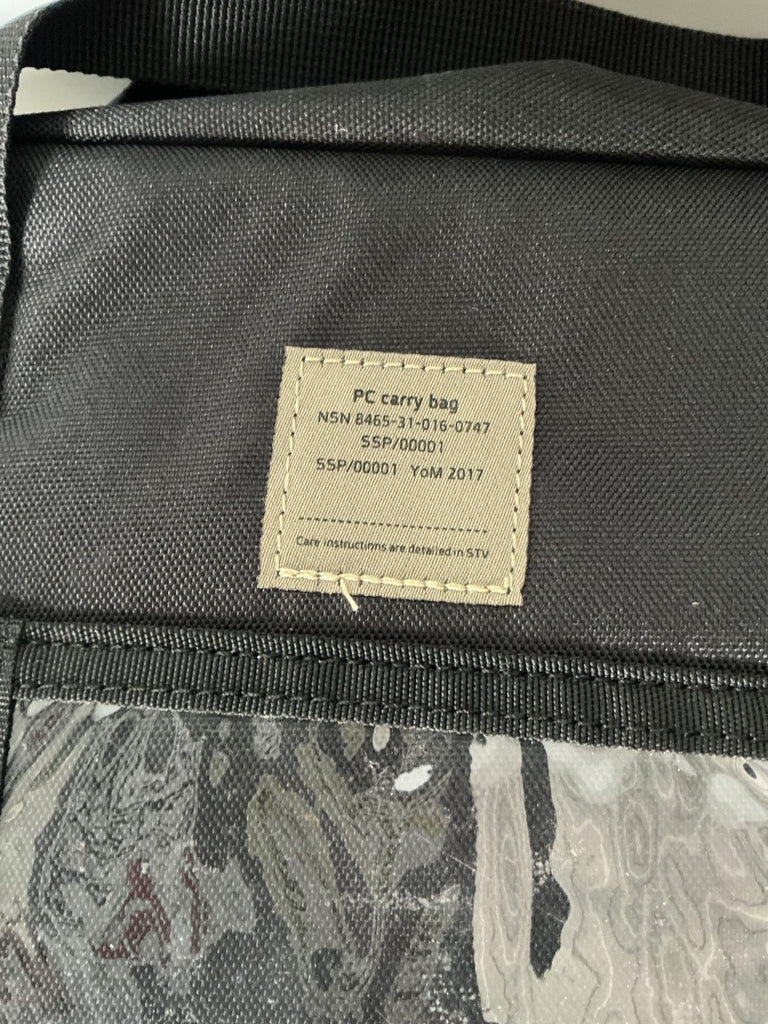 PC carry bag
NSN 8465-31-016-0747
SSP/00001
SSP/00001 YoM 2017
Care instructions are detailed in STV